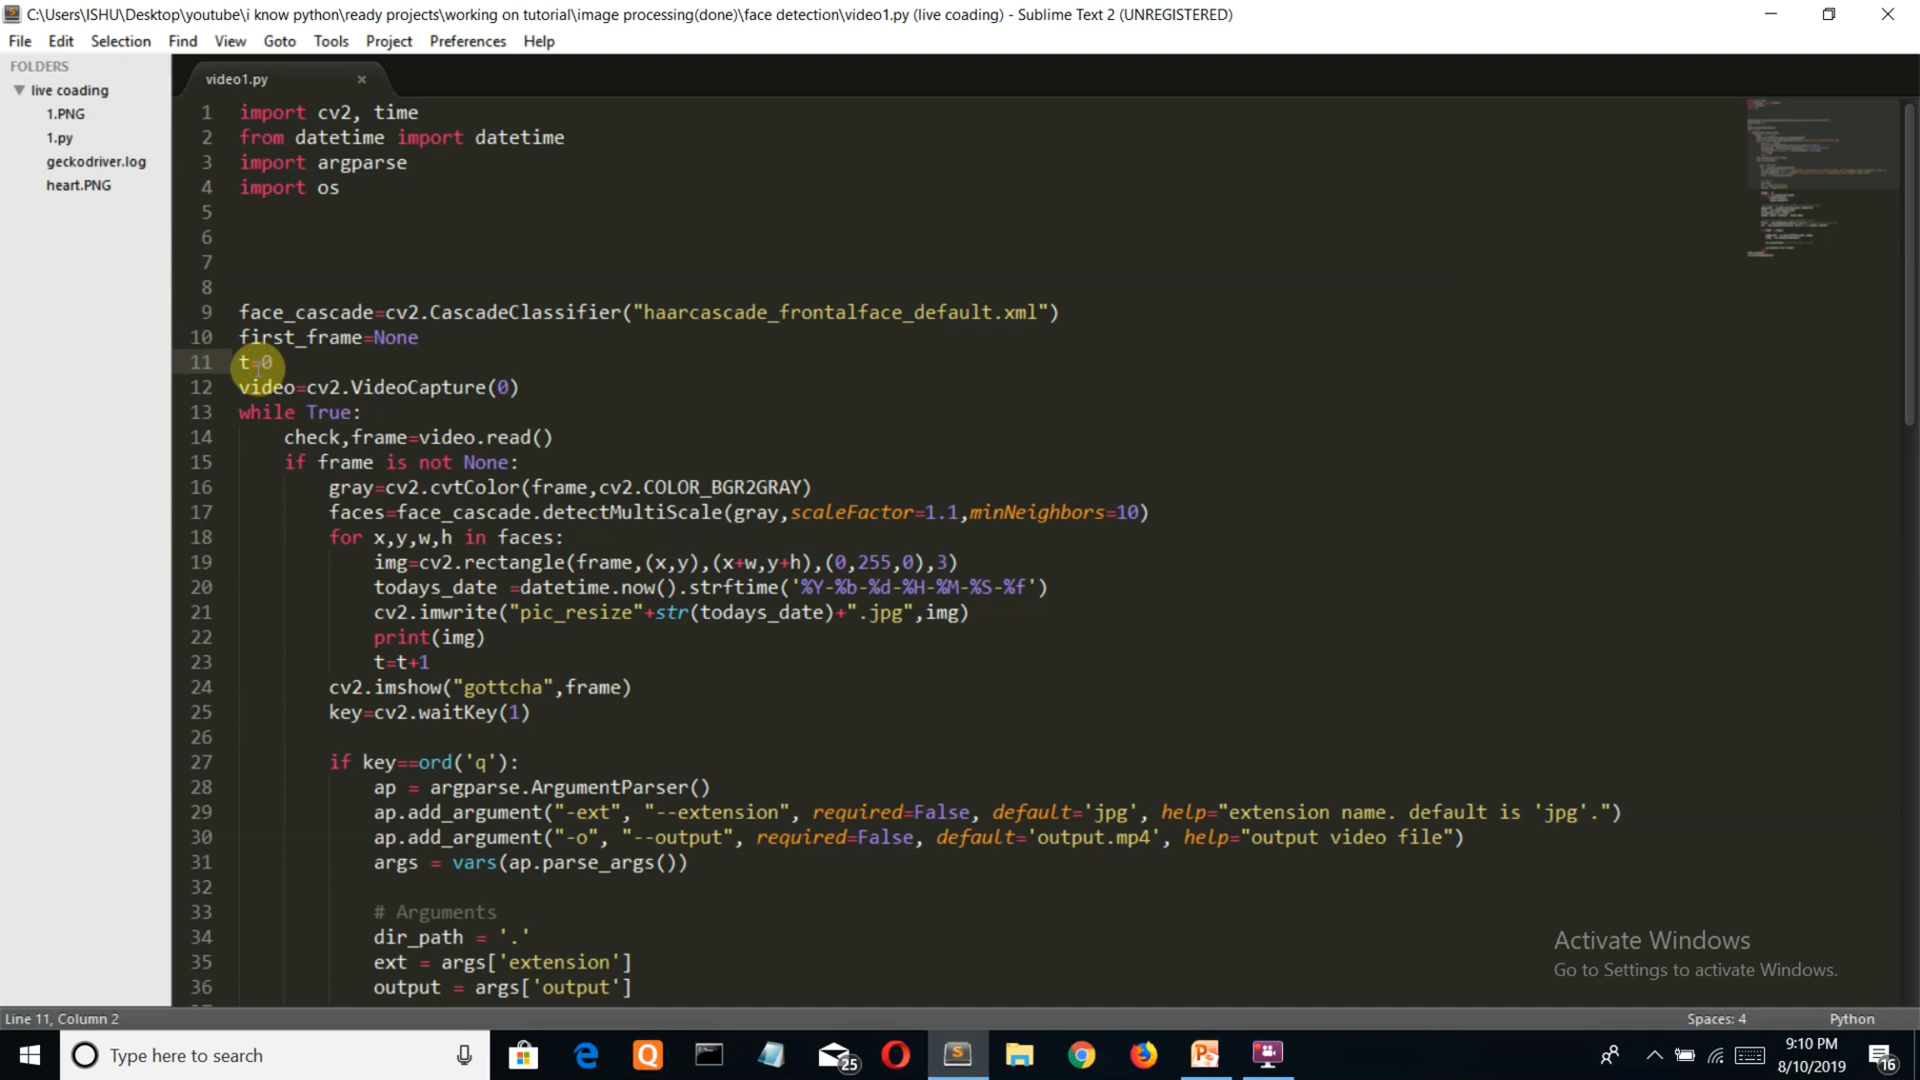 C:\Users\ISHU\Desktop\youtube\i know python\ready projects\working on tutorial\image processing(done)\face detection\video1.py (live coading) - Sublime Text 2 (UNREGISTERED)
File Edit Selection Find View Goto Tools Project Preferences Help
FOLDERS
live coading
1.PNG
1.py
geckodriver.log
heart.PNG
video1.py
1 import cv2, time
2 from datetime import datetime
3 import argparse
4 import os
5
6
7
8
9 face_cascade=cv2.CascadeClassifier("haarcascade_frontalface_default.xml")
10 first_frame=None
11 t=0
12 video=cv2.VideoCapture(0)
13 while True:
14 check,frame=video.read()
15 if frame is not None:
16 gray=cv2.cvtColor(frame,cv2.COLOR_BGR2GRAY)
17 faces=face_cascade.detectMultiScale(gray,scaleFactor=1.1,minNeighbors=10)
18 for x,y,w,h in faces:
19 img=cv2.rectangle(frame,(x,y),(x+w,y+h),(0,255,0),3)
20 todays_date =datetime.now().strftime('%Y-%b-%d-%H-%M-%S-%f')
21 cv2.imwrite("pic_resize"+str(todays_date)+".jpg",img)
22 print(img)
23 t=t+1
24 cv2.imshow("gottcha",frame)
25 key=cv2.waitKey(1)
26
27 if key==ord('q'):
28 ap = argparse.ArgumentParser()
29 ap.add_argument("-ext", "--extension", required=False, default='jpg', help="extension name. default is 'jpg'.")
30 ap.add_argument("-o", "--output", required=False, default='output.mp4', help="output video file")
31 args = vars(ap.parse_args())
32
33 # Arguments
34 dir_path = '.'
35 ext = args['extension']
36 output = args['output']
Activate Windows
Go to Settings to activate Windows.
Line 11, Column 2
Spaces: 4 Python
Type here to search
25
9:10 PM
8/10/2019
16